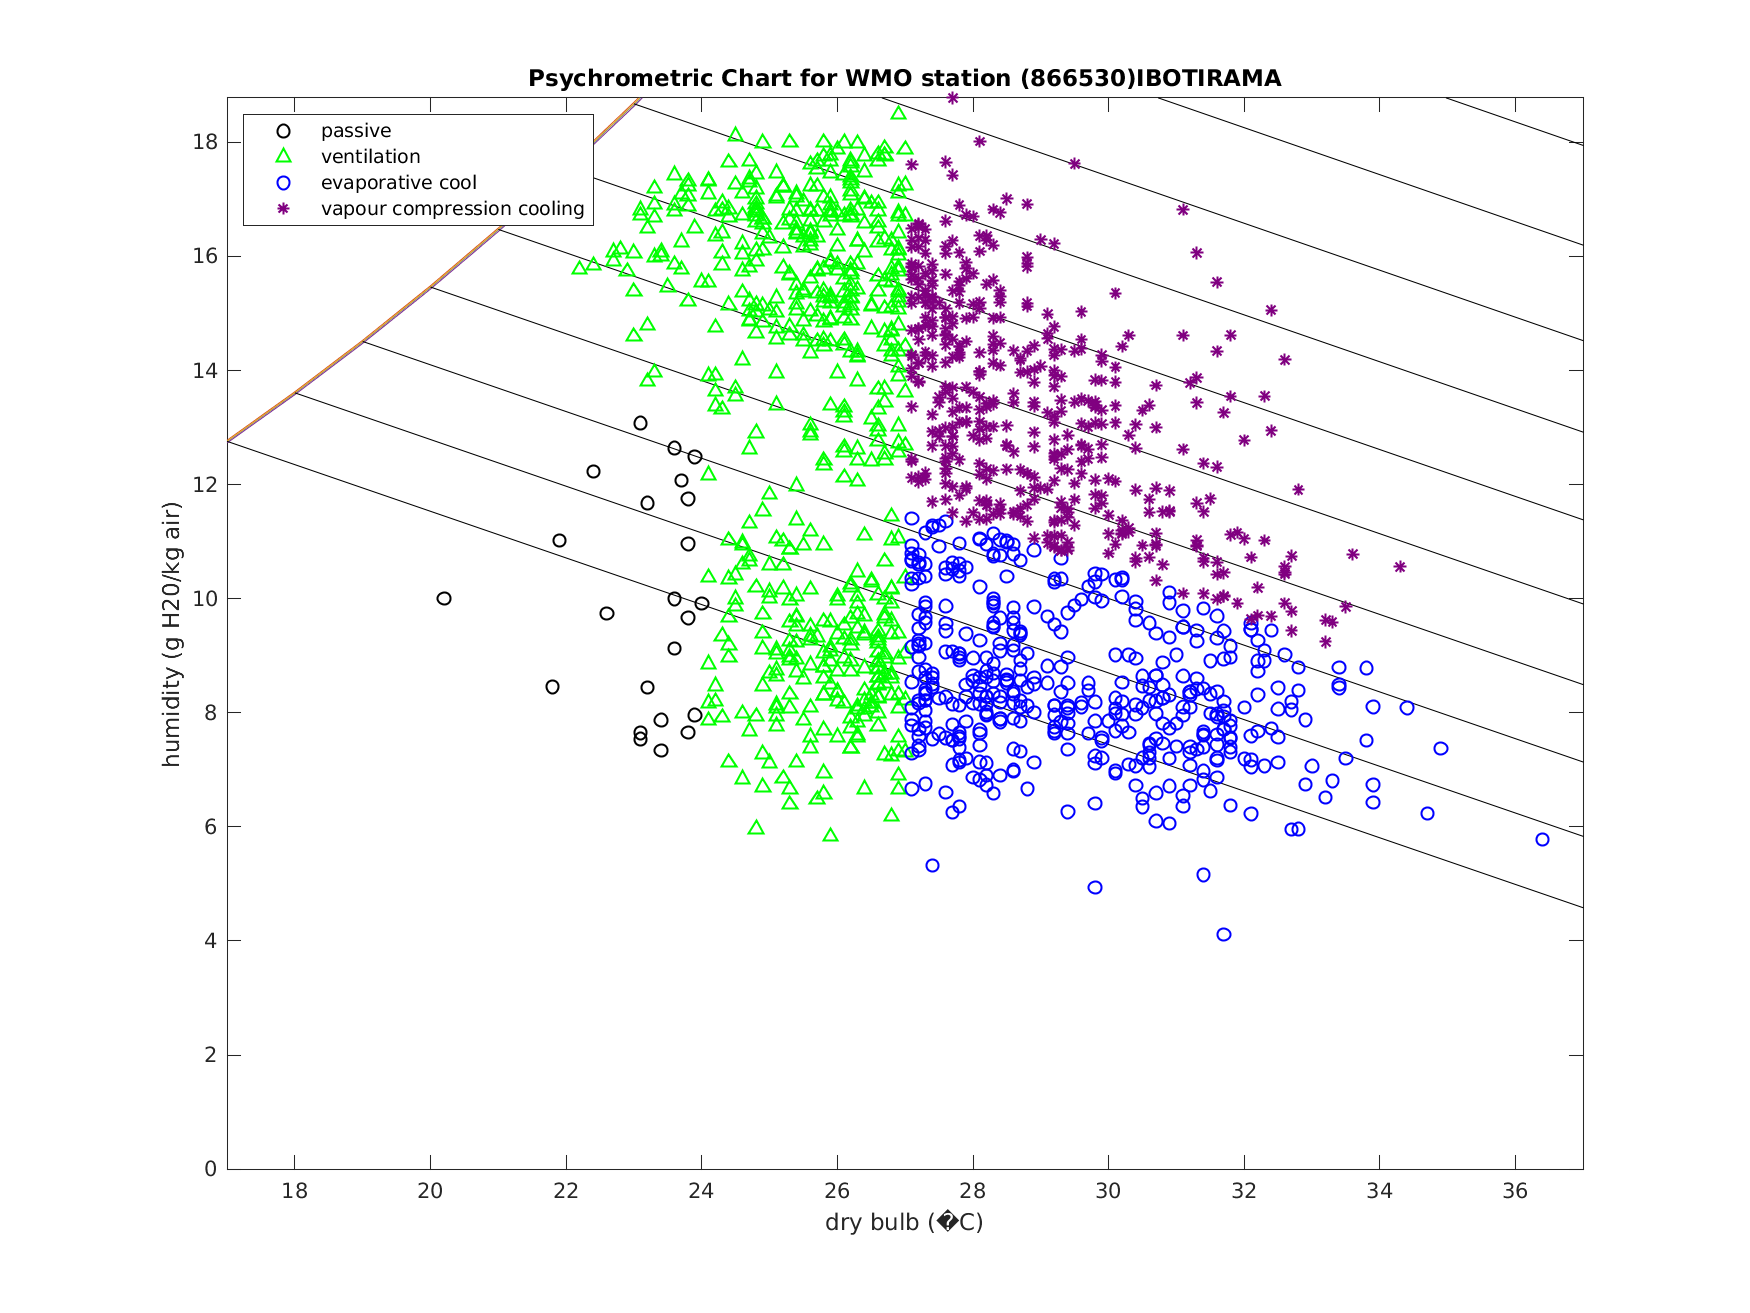 Psychrometric Chart for WMO station (866530)IBOTIRAMA
passive
ventilation
evaporative cool
vapour compression cooling
humidity (g H20/kg air)
18
16
14
12
10
8
6
4
2
0
18 20 22 24 26 28 30 32 34 36
dry bulb (�C)